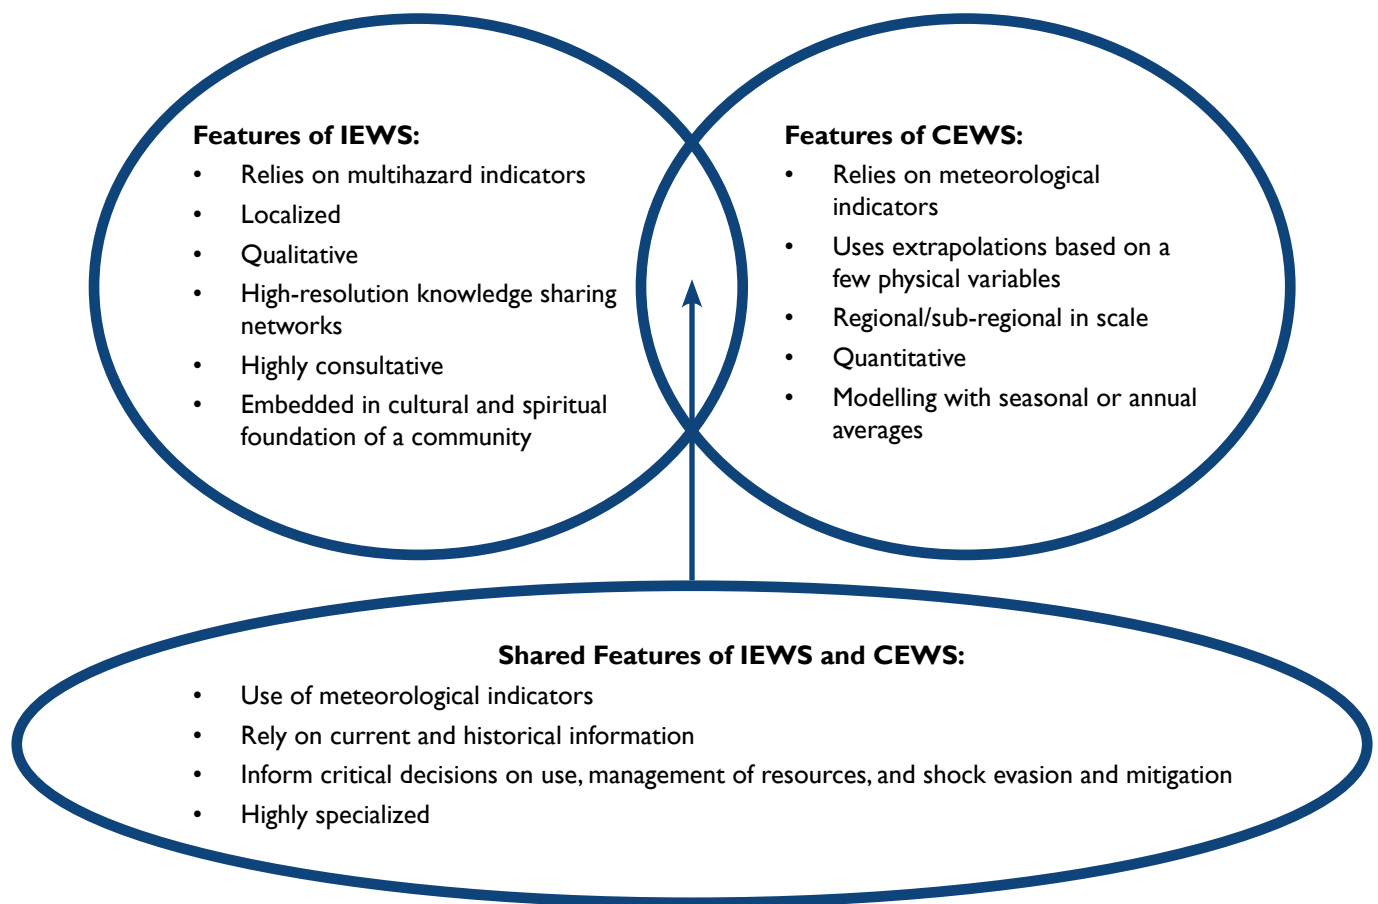 Features of IEWS:
• Relies on multihazard indicators
• Localized
• Qualitative
• High-resolution knowledge sharing
networks
• Highly consultative
• Embedded in cultural and spiritual
foundation of a community
Features of CEWS:
• Relies on meteorological
indicators
• Uses extrapolations based on a
few physical variables
• Regional/sub-regional in scale
• Quantitative
• Modelling with seasonal or annual
averages
Shared Features of IEWS and CEWS:
• Use of meteorological indicators
• Rely on current and historical information
• Inform critical decisions on use, management of resources, and shock evasion and mitigation
• Highly specialized